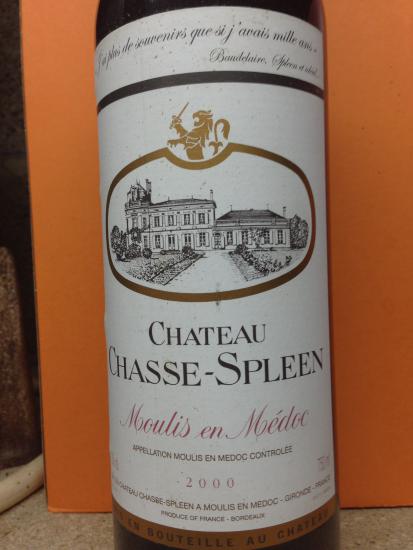 J'ai plus de souvenirs que si j'avais mille ans »
Baudelaire, Spleen et idéal
CHATEAU
CHASSE-SPLEEN
Moulis en Médoc
APPELLATION MOULIS EN MEDOC CONTROLÉE
2000
CHATEAU CHASSE-SPLEEN A MOULIS EN MEDOC - GIRONDE - FRANCE
PRODUCE OF FRANCE - BORDEAUX
EN BOUTEILLE AU CHATEAU